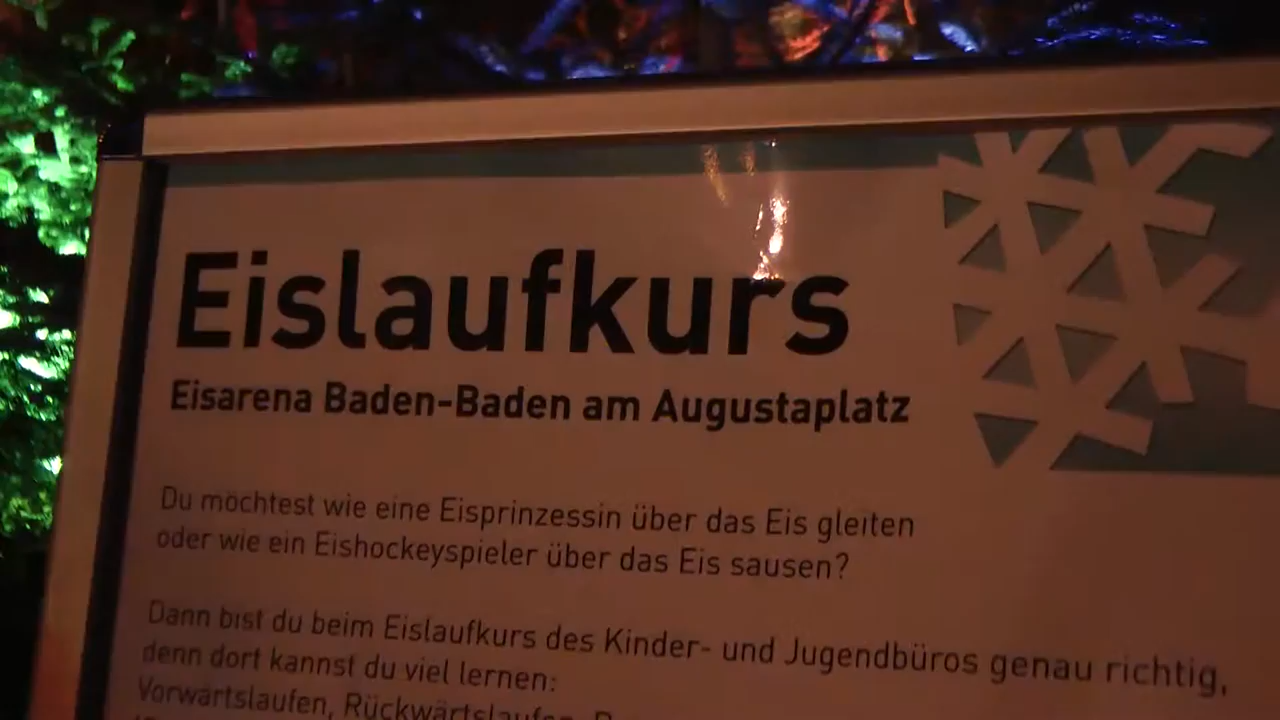 Eislaufkurs
Eisarena Baden-Baden am Augustaplatz
Du möchtest wie eine Eisprinzessin über das Eis gleiten
oder wie ein Eishockeyspieler über das Eis sausen?
Dann bist du beim Eislaufkurs des Kinder- und Jugendbüros genau richtig,
denn dort kannst du viel lernen:
Vorwärtslaufen, Rückwärtslaufen,